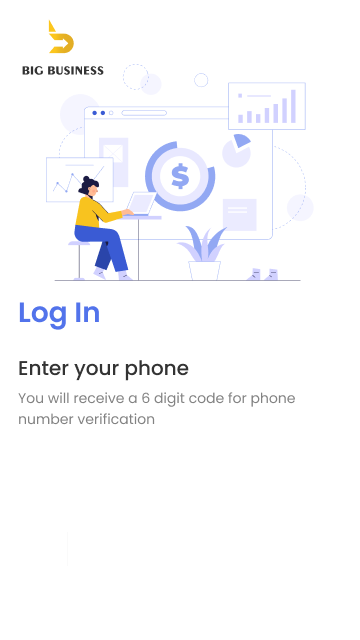 BIG BUSINESS
$
Log In
Enter your phone
You will receive a 6 digit code for phone
number verification